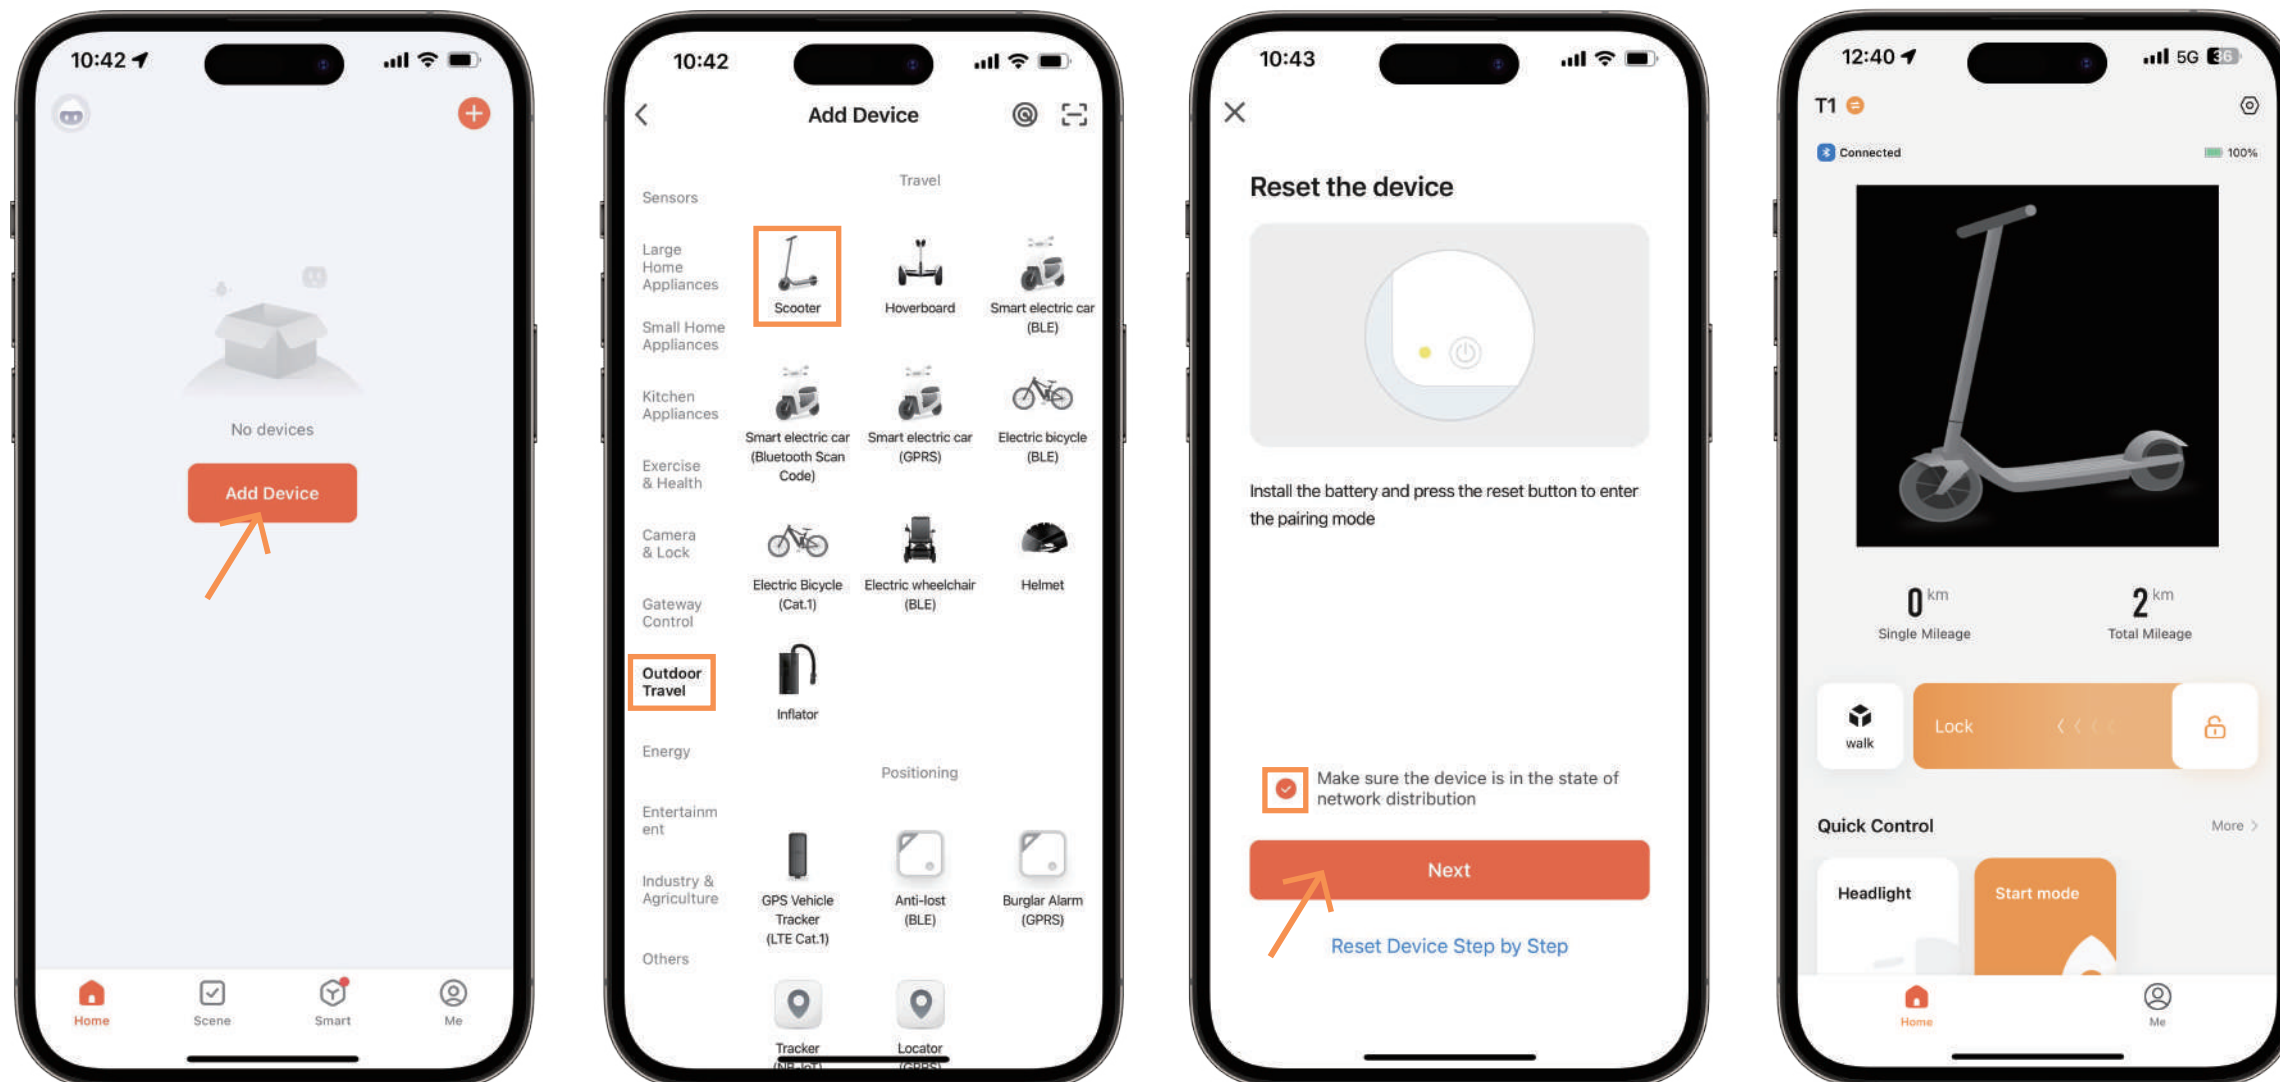 10:42
No devices
Add Device
Home
Scene
Smart
Me
10:42
Add Device
Sensors
Large
Home
Appliances
Small Home
Appliances
Kitchen
Appliances
Exercise
& Health
Camera
& Lock
Gateway
Control
Outdoor
Travel
Energy
Entertainm
ent
Industry &
Agriculture
Others
Travel
Scooter
Hoverboard
Smart electric car
(BLE)
Smart electric car
(Bluetooth Scan
Code)
Smart electric car
(GPRS)
Electric bicycle
(BLE)
Electric Bicycle
(Cat.1)
Electric wheelchair
(BLE)
Helmet
Inflator
Positioning
GPS Vehicle
Tracker
(LTE Cat.1)
Anti-lost
(BLE)
Burglar Alarm
(GPRS)
Tracker
(NB-IoT)
Locator
(GPRS)
10:43
Reset the device
Install the battery and press the reset button to enter
the pairing mode
Make sure the device is in the state of
network distribution
Next
Reset Device Step by Step
12:40
5G 36
T1
Connected
100%
0 km
Single Mileage
2 km
Total Mileage
walk
Lock
Quick Control
More >
Headlight
Start mode
Home
Me